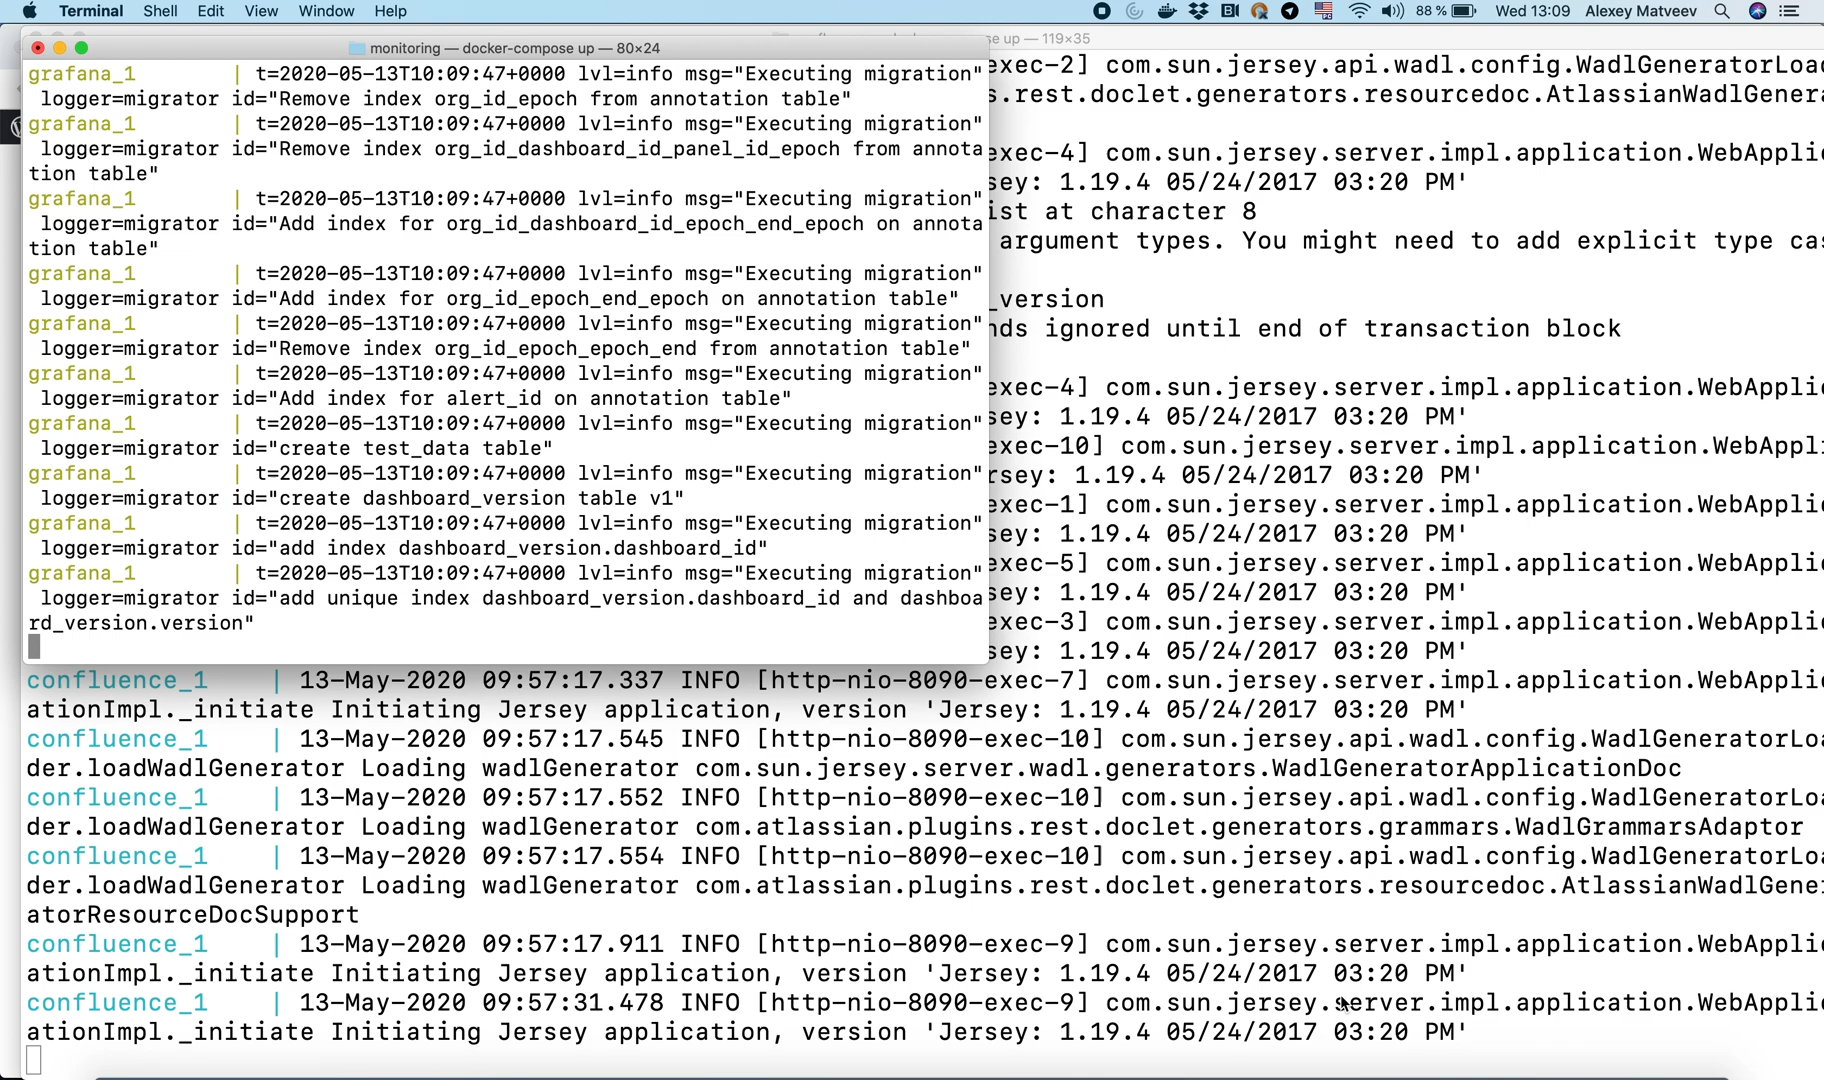 Terminal Shell Edit View Window Help 88 % Wed 13:09 Alexey Matveev
monitoring — docker-compose up — 80×24
se up — 119×35
grafana_1 | t=2020-05-13T10:09:47+0000 lvl=info msg="Executing migration"
logger=migrator id="Remove index org_id_epoch from annotation table"
grafana_1 | t=2020-05-13T10:09:47+0000 lvl=info msg="Executing migration"
logger=migrator id="Remove index org_id_dashboard_id_panel_id_epoch from annota
tion table"
grafana_1 | t=2020-05-13T10:09:47+0000 lvl=info msg="Executing migration"
logger=migrator id="Add index for org_id_dashboard_id_epoch_end_epoch on annota
tion table"
grafana_1 | t=2020-05-13T10:09:47+0000 lvl=info msg="Executing migration"
logger=migrator id="Add index for org_id_epoch_end_epoch on annotation table"
grafana_1 | t=2020-05-13T10:09:47+0000 lvl=info msg="Executing migration"
logger=migrator id="Remove index org_id_epoch_epoch_end from annotation table"
grafana_1 | t=2020-05-13T10:09:47+0000 lvl=info msg="Executing migration"
logger=migrator id="Add index for alert_id on annotation table"
grafana_1 | t=2020-05-13T10:09:47+0000 lvl=info msg="Executing migration"
logger=migrator id="create test_data table"
grafana_1 | t=2020-05-13T10:09:47+0000 lvl=info msg="Executing migration"
logger=migrator id="create dashboard_version table v1"
grafana_1 | t=2020-05-13T10:09:47+0000 lvl=info msg="Executing migration"
logger=migrator id="add index dashboard_version.dashboard_id"
grafana_1 | t=2020-05-13T10:09:47+0000 lvl=info msg="Executing migration"
logger=migrator id="add unique index dashboard_version.dashboard_id and dashboa
rd_version.version"
exec-2] com.sun.jersey.api.wadl.config.WadlGeneratorLoa
s.rest.doclet.generators.resourcedoc.AtlassianWadlGener
exec-4] com.sun.jersey.server.impl.application.WebApplic
sey: 1.19.4 05/24/2017 03:20 PM'
ist at character 8
argument types. You might need to add explicit type cas
_version
nds ignored until end of transaction block
exec-4] com.sun.jersey.server.impl.application.WebApplic
sey: 1.19.4 05/24/2017 03:20 PM'
exec-10] com.sun.jersey.server.impl.application.WebAppli
rsey: 1.19.4 05/24/2017 03:20 PM'
exec-1] com.sun.jersey.server.impl.application.WebApplic
sey: 1.19.4 05/24/2017 03:20 PM'
exec-5] com.sun.jersey.server.impl.application.WebApplic
sey: 1.19.4 05/24/2017 03:20 PM'
exec-3] com.sun.jersey.server.impl.application.WebApplic
sey: 1.19.4 05/24/2017 03:20 PM'
confluence_1 | 13-May-2020 09:57:17.337 INFO [http-nio-8090-exec-7] com.sun.jersey.server.impl.application.WebApplic
ationImpl._initiate Initiating Jersey application, version 'Jersey: 1.19.4 05/24/2017 03:20 PM'
confluence_1 | 13-May-2020 09:57:17.545 INFO [http-nio-8090-exec-10] com.sun.jersey.api.wadl.config.WadlGeneratorLoa
der.loadWadlGenerator Loading wadlGenerator com.sun.jersey.server.wadl.generators.WadlGeneratorApplicationDoc
confluence_1 | 13-May-2020 09:57:17.552 INFO [http-nio-8090-exec-10] com.sun.jersey.api.wadl.config.WadlGeneratorLoa
der.loadWadlGenerator Loading wadlGenerator com.atlassian.plugins.rest.doclet.generators.grammars.WadlGrammarsAdaptor
confluence_1 | 13-May-2020 09:57:17.554 INFO [http-nio-8090-exec-10] com.sun.jersey.api.wadl.config.WadlGeneratorLoa
der.loadWadlGenerator Loading wadlGenerator com.atlassian.plugins.rest.doclet.generators.resourcedoc.AtlassianWadlGener
atorResourceDocSupport
confluence_1 | 13-May-2020 09:57:17.911 INFO [http-nio-8090-exec-9] com.sun.jersey.server.impl.application.WebApplic
ationImpl._initiate Initiating Jersey application, version 'Jersey: 1.19.4 05/24/2017 03:20 PM'
confluence_1 | 13-May-2020 09:57:31.478 INFO [http-nio-8090-exec-9] com.sun.jersey.server.impl.application.WebApplic
ationImpl._initiate Initiating Jersey application, version 'Jersey: 1.19.4 05/24/2017 03:20 PM'